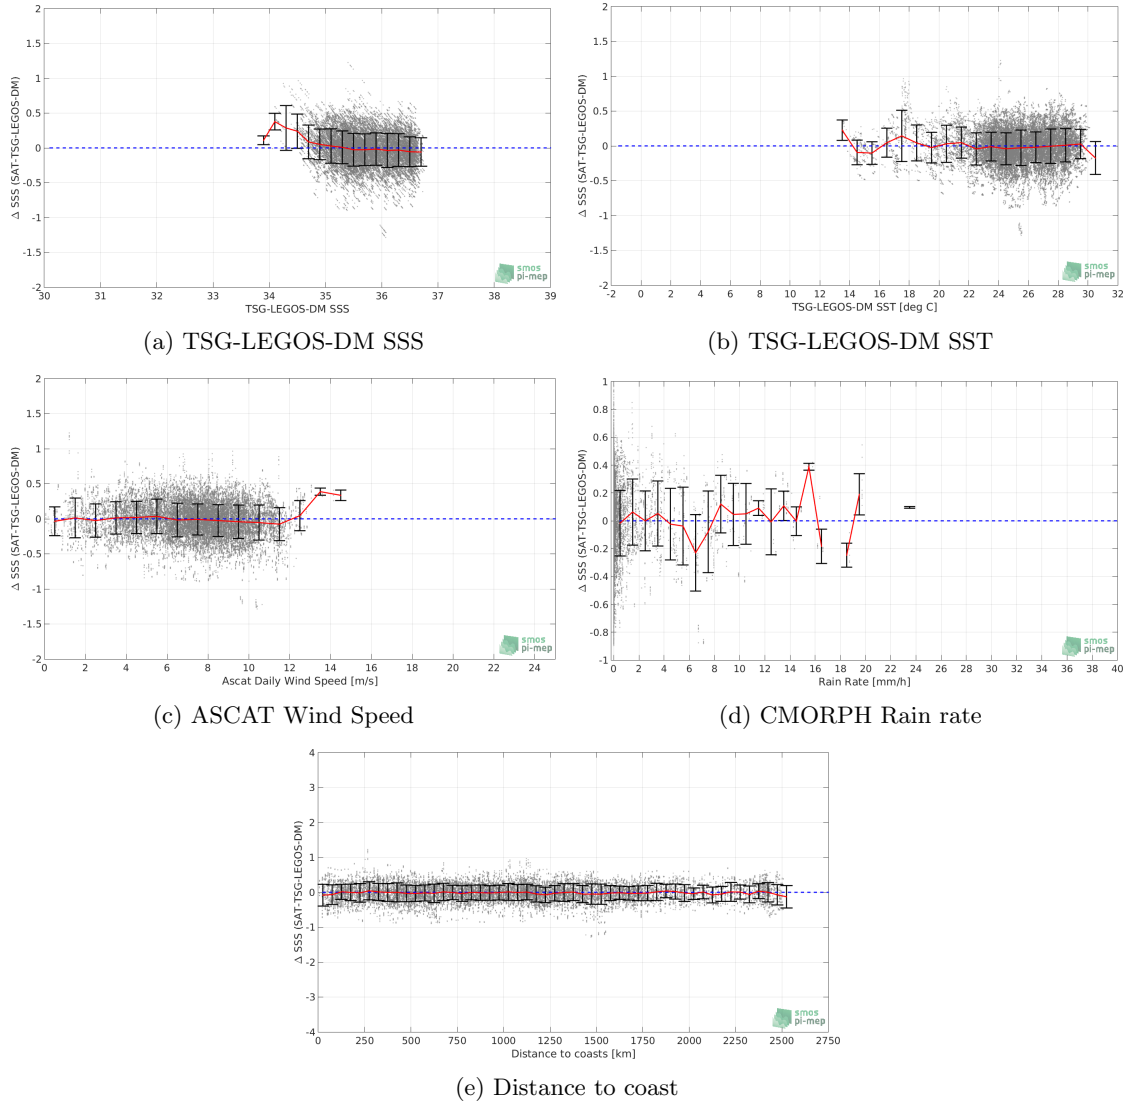 2
1.5
1
0.5
0
-0.5
-1
-1.5
-2
Δ SSS (SAT-TSG-LEGOS-DM)
30 31 32 33 34 35 36 37 38 39
TSG-LEGOS-DM SSS
smos
pi-mep
(a) TSG-LEGOS-DM SSS
2
1.5
1
0.5
0
-0.5
-1
-1.5
-2
Δ SSS (SAT-TSG-LEGOS-DM)
-2 0 2 4 6 8 10 12 14 16 18 20 22 24 26 28 30 32
TSG-LEGOS-DM SST [deg C]
smos
pi-mep
(b) TSG-LEGOS-DM SST
2
1.5
1
0.5
0
-0.5
-1
-1.5
-2
Δ SSS (SAT-TSG-LEGOS-DM)
0 2 4 6 8 10 12 14 16 18 20 22 24
Ascat Daily Wind Speed [m/s]
smos
pi-mep
(c) ASCAT Wind Speed
1
0.8
0.6
0.4
0.2
0
-0.2
-0.4
-0.6
-0.8
-1
Δ SSS (SAT-TSG-LEGOS-DM)
0 2 4 6 8 10 12 14 16 18 20 22 24 26 28 30 32 34 36 38 40
Rain Rate [mm/h]
smos
pi-mep
(d) CMORPH Rain rate
4
3
2
1
0
-1
-2
-3
-4
Δ SSS (SAT-TSG-LEGOS-DM)
0 250 500 750 1000 1250 1500 1750 2000 2250 2500 2750
Distance to coasts [km]
smos
pi-mep
(e) Distance to coast